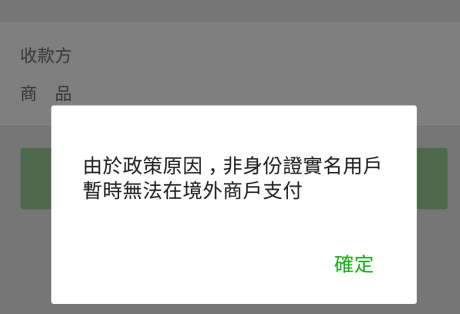 收款方
商 品
由於政策原因，非身份證實名用戶
暫時無法在境外商戶支付
確定